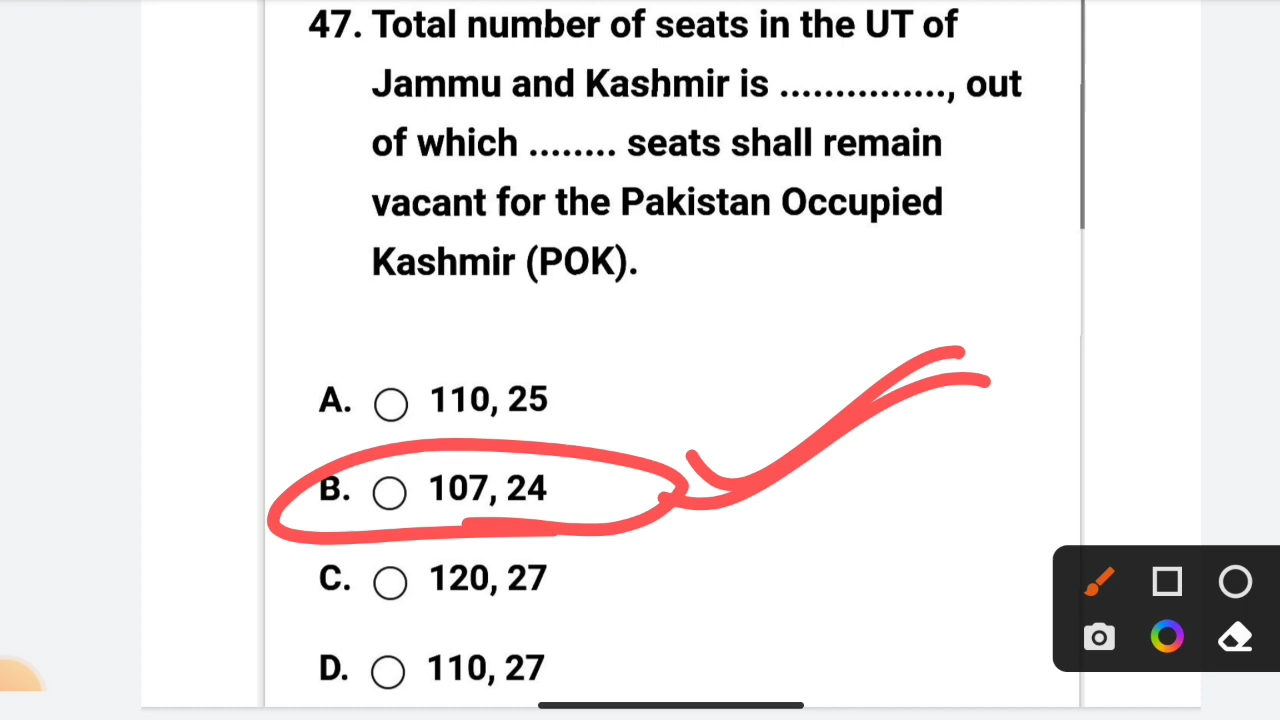 47. Total number of seats in the UT of
Jammu and Kashmir is ..............., out
of which ........ seats shall remain
vacant for the Pakistan Occupied
Kashmir (POK).
A. 110, 25
B. 107, 24
C. 120, 27
D. 110, 27